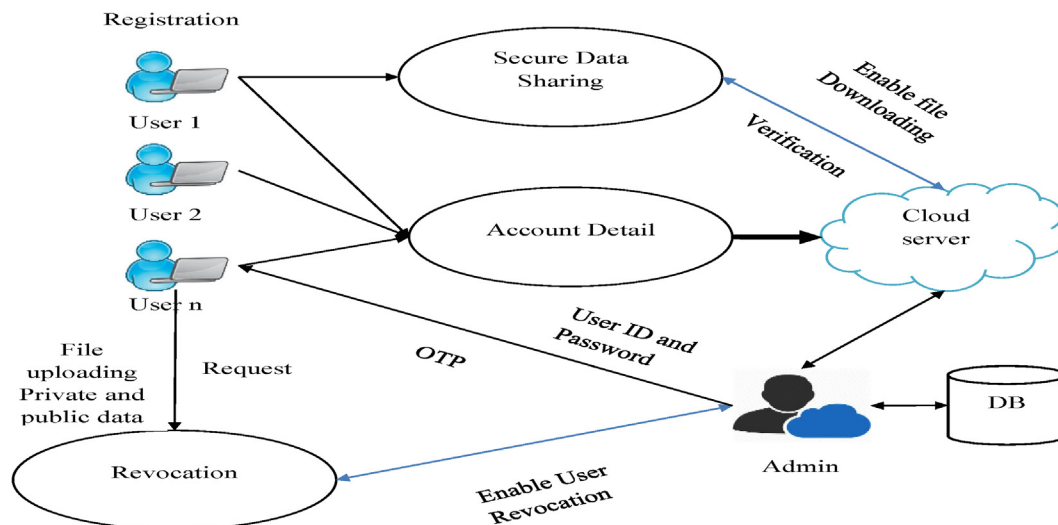 Registration
User 1
User 2
User n
Secure Data
Sharing
Enable file
Downloading
Verification
Account Detail
Cloud
server
User ID and
Password
OTP
File
uploading
Private and
public data
Request
Revocation
Enable User
Revocation
Admin
DB